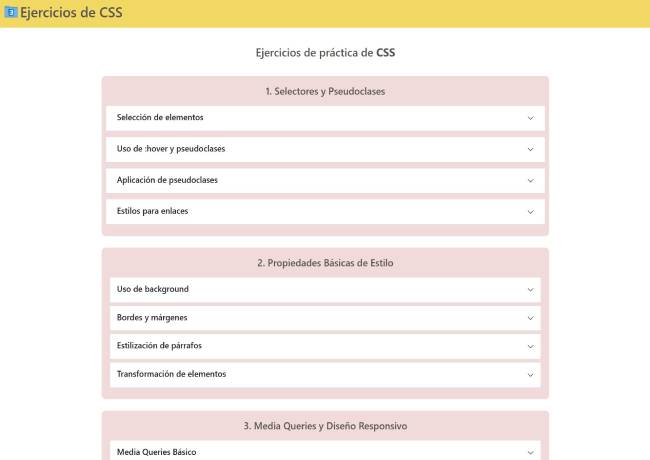 Ejercicios de CSS
Ejercicios de práctica de CSS
1. Selectores y Pseudoclases
Selección de elementos
Uso de :hover y pseudoclases
Aplicación de pseudoclases
Estilos para enlaces
2. Propiedades Básicas de Estilo
Uso de background
Bordes y márgenes
Estilización de párrafos
Transformación de elementos
3. Media Queries y Diseño Responsivo
Media Queries Básico